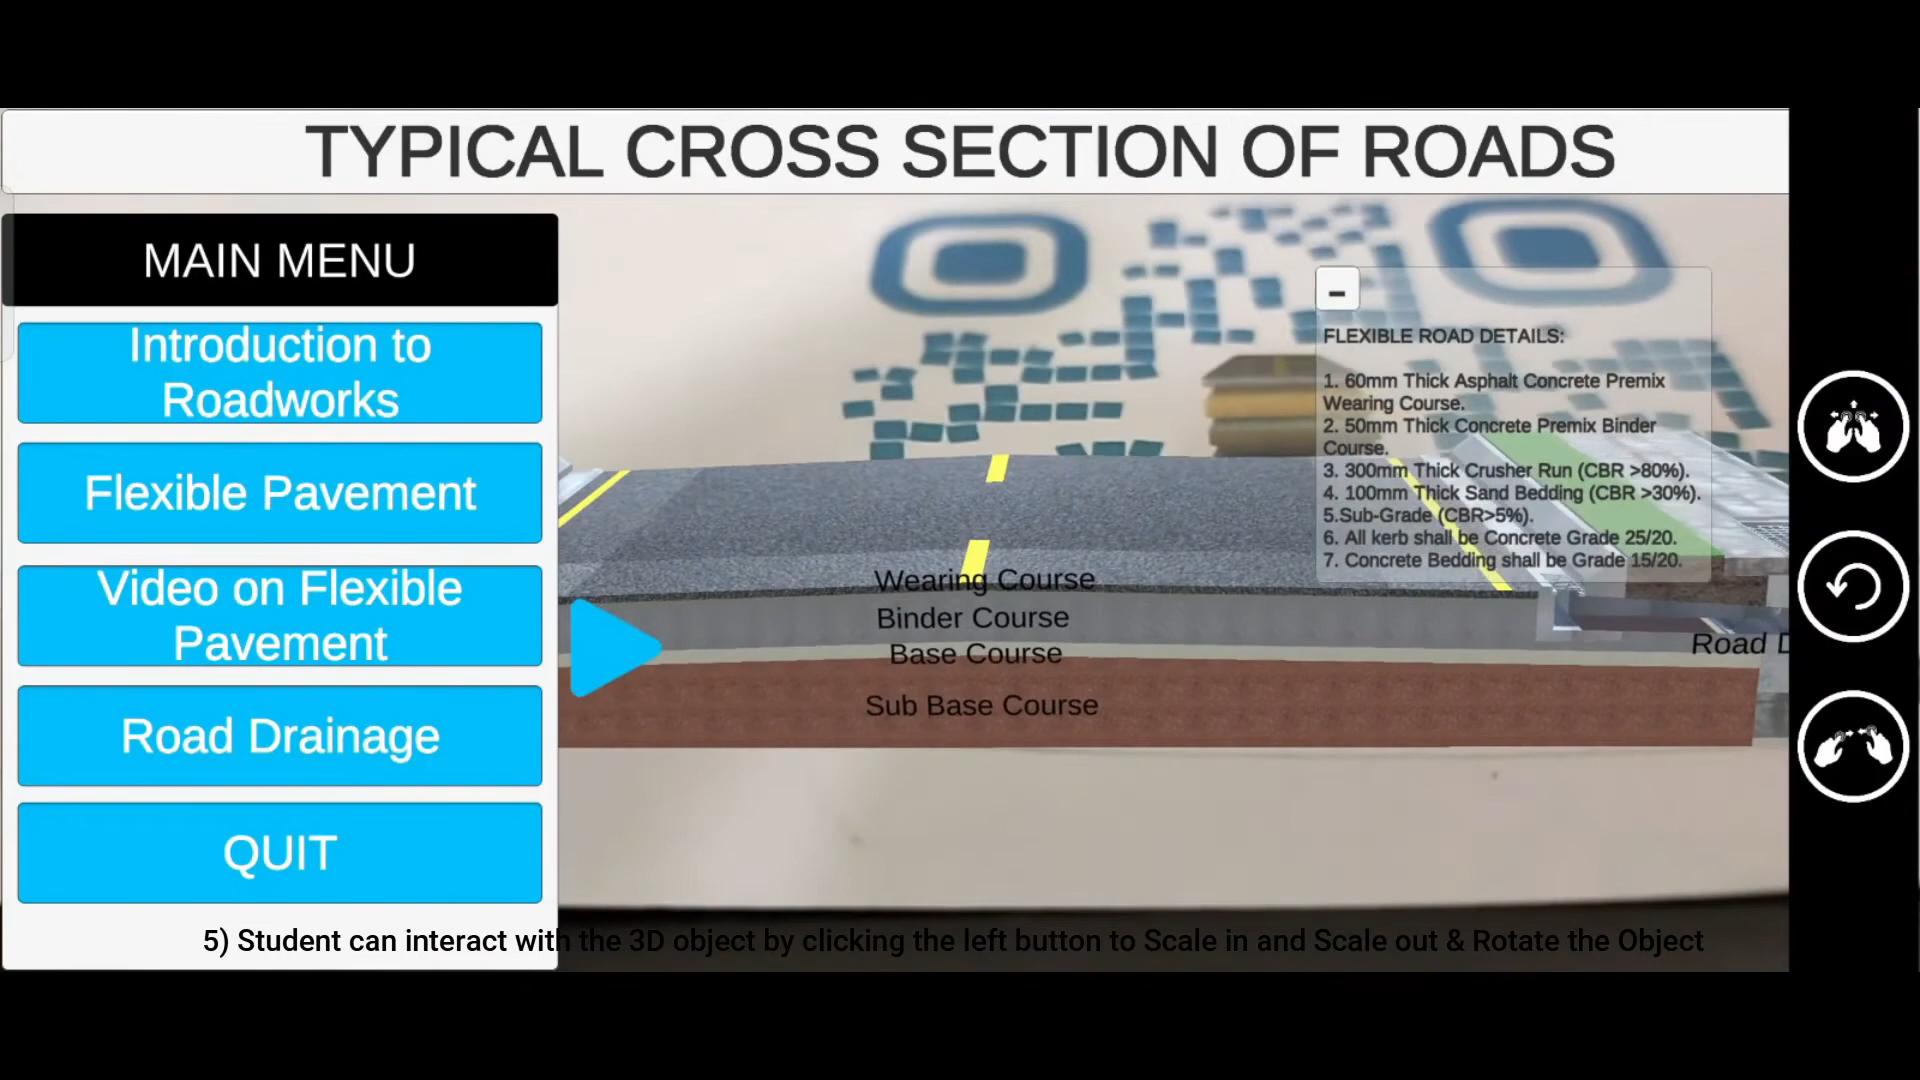 TYPICAL CROSS SECTION OF ROADS
MAIN MENU
Introduction to
Roadworks
Flexible Pavement
Video on Flexible
Pavement
Road Drainage
QUIT
FLEXIBLE ROAD DETAILS:
1. 60mm Thick Asphalt Concrete Premix
Wearing Course.
2. 50mm Thick Concrete Premix Binder
Course.
3. 300mm Thick Crusher Run (CBR >80%).
4. 100mm Thick Sand Bedding (CBR >30%).
5.Sub-Grade (CBR>5%).
6. All kerb shall be Concrete Grade 25/20.
7. Concrete Bedding shall be Grade 15/20.
Wearing Course
Binder Course
Base Course
Sub Base Course
Road
5) Student can interact with the 3D object by clicking the left button to Scale in and Scale out & Rotate the Object